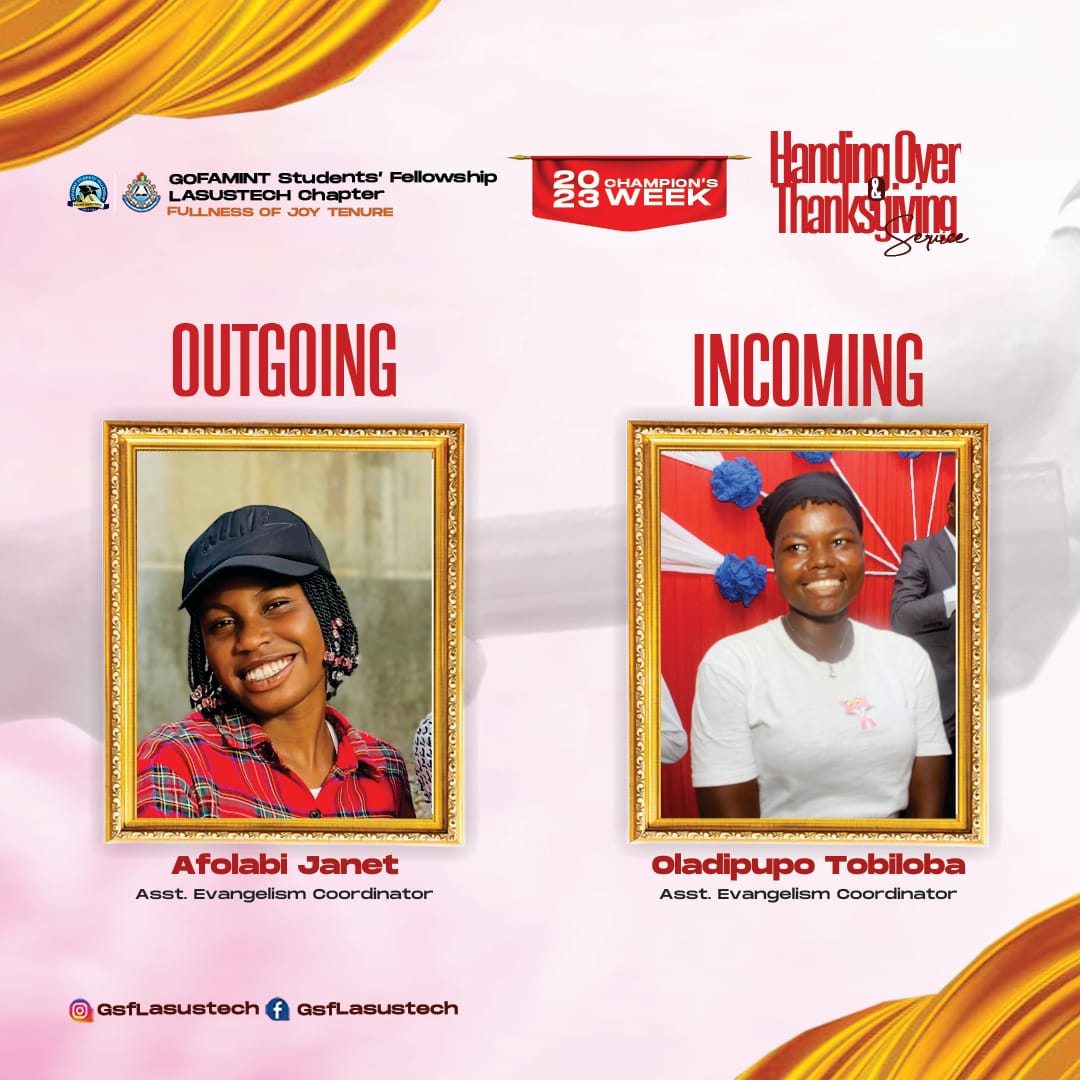 GOFAMINT Students' Fellowship
LASUSTECH Chapter
FULLNESS OF JOY TENURE
2023 CHAMPION'S WEEK
Handing Over
&
Thanksgiving
Service
OUTGOING
INCOMING
Afolabi Janet
Asst. Evangelism Coordinator
Oladipupo Tobiloba
Asst. Evangelism Coordinator
GsfLasustech
GsfLasustech